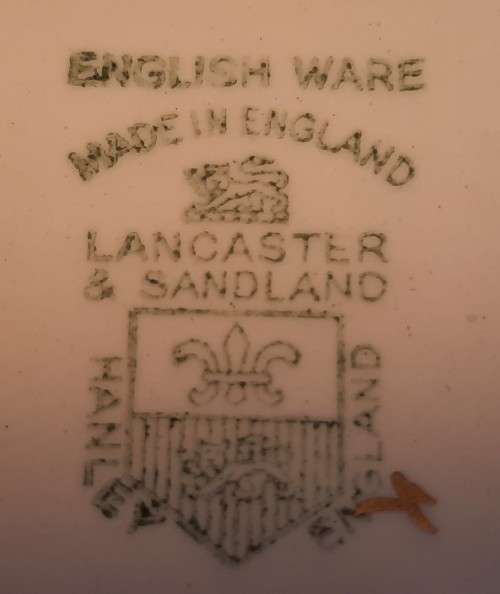 ENGLISH WARE
MADE IN ENGLAND
LANCASTER
& SANDLAND
HANLEY
ENGLAND